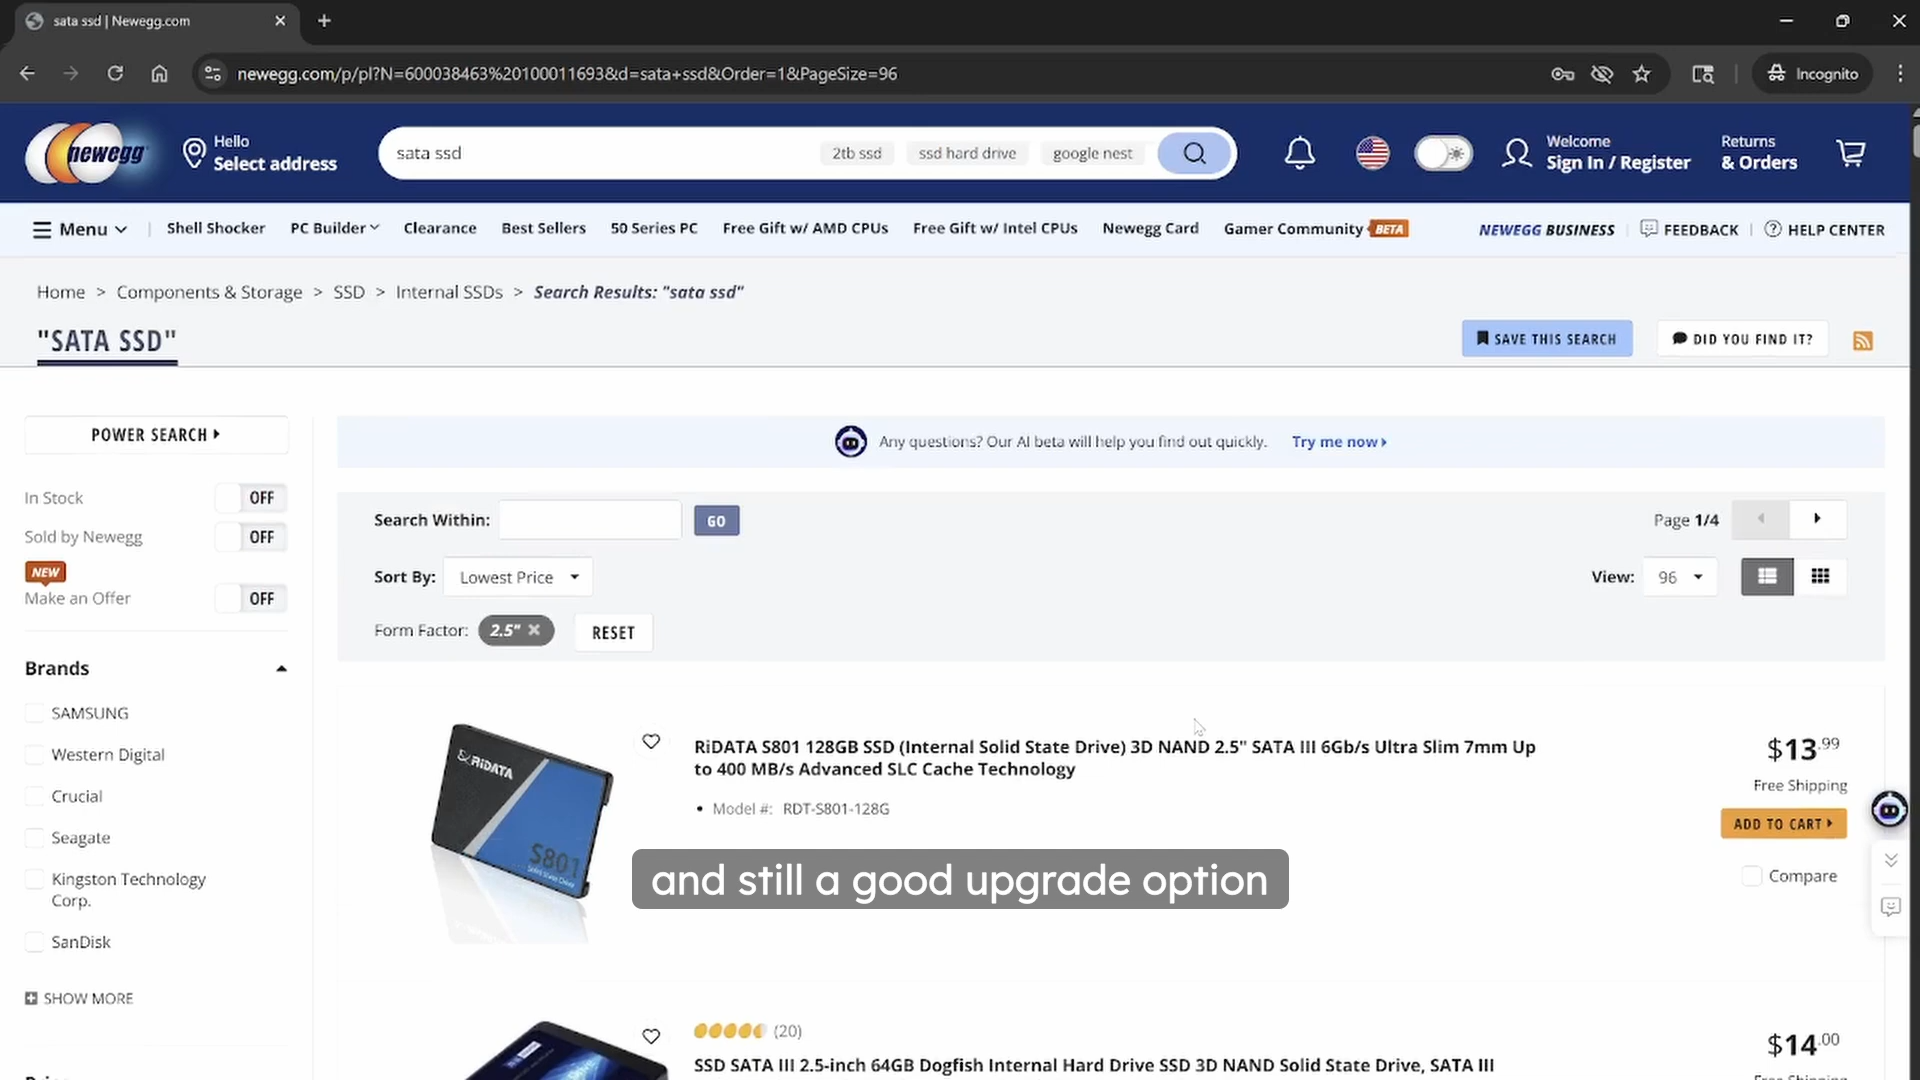 sata ssd | Newegg.com
newegg.com/p/pl?N=600038463%20100011693&d=sata+ssd&Order=1&PageSize=96
Incognito
newegg
Hello
Select address
sata ssd
2tb ssd
ssd hard drive
google nest
Welcome
Sign In / Register
Returns
& Orders
Menu
Shell Shocker
PC Builder
Clearance
Best Sellers
50 Series PC
Free Gift w/ AMD CPUs
Free Gift w/ Intel CPUs
Newegg Card
Gamer Community BETA
NEWEGG BUSINESS
FEEDBACK
HELP CENTER
Home > Components & Storage > SSD > Internal SSDs > Search Results: "sata ssd"
"SATA SSD"
SAVE THIS SEARCH
DID YOU FIND IT?
POWER SEARCH
Any questions? Our AI beta will help you find out quickly. Try me now
In Stock OFF
Sold by Newegg OFF
NEW
Make an Offer OFF
Search Within: GO
Page 1/4
Sort By: Lowest Price
View: 96
Form Factor: 2.5" RESET
Brands
SAMSUNG
Western Digital
Crucial
Seagate
Kingston Technology
Corp.
SanDisk
SHOW MORE
RiDATA
S801
RiDATA S801 128GB SSD (Internal Solid State Drive) 3D NAND 2.5" SATA III 6Gb/s Ultra Slim 7mm Up
to 400 MB/s Advanced SLC Cache Technology
Model #: RDT-S801-128G
$13.99
Free Shipping
ADD TO CART
Compare
and still a good upgrade option
(20)
SSD SATA III 2.5-inch 64GB Dogfish Internal Hard Drive SSD 3D NAND Solid State Drive, SATA III
$14.00